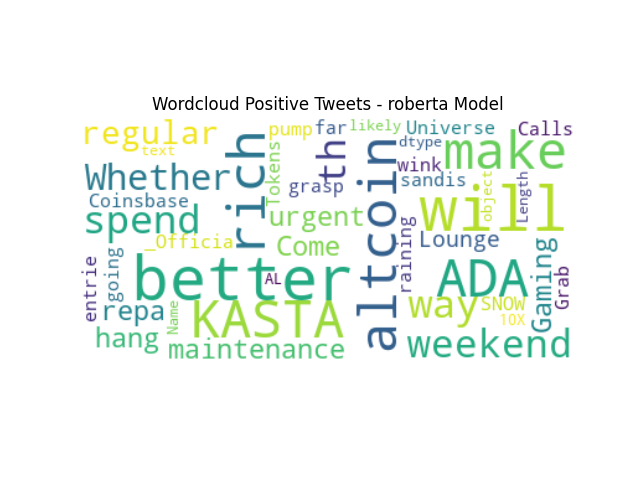 Wordcloud Positive Tweets - roberta Model
regular
text
rich
pump
far
likely
Universe
Calls
th
altcoin
dtype
make
Whether
Tokens
grasp
wink
sandis
object
Length
Coinsbase
spend
urgent
will
_Officia
Come
raining
Lounge
Gaming
entrie
going
better
AL
ADA
Grab
repa
Name
KASTA
way
SNOW
10X
hang
maintenance
weekend